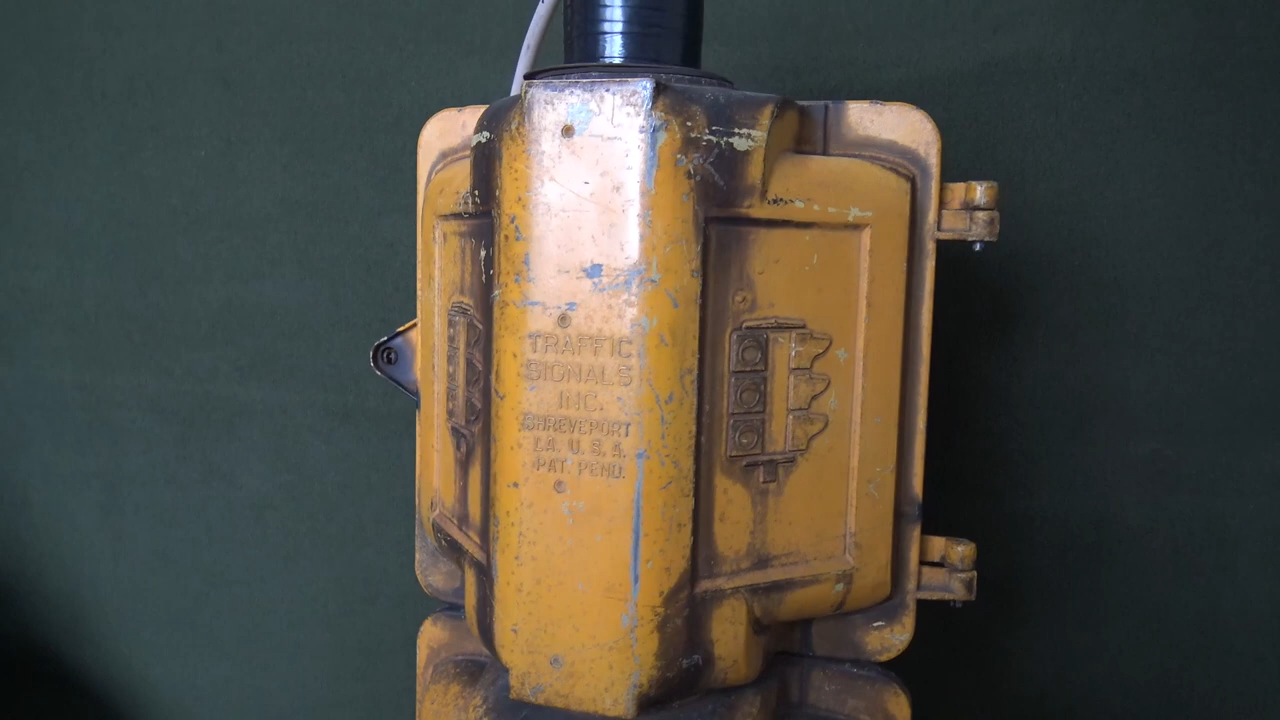 TRAFFIC
SIGNALS
INC.
SHREVEPORT
LA. U. S. A.
PAT. PEND.